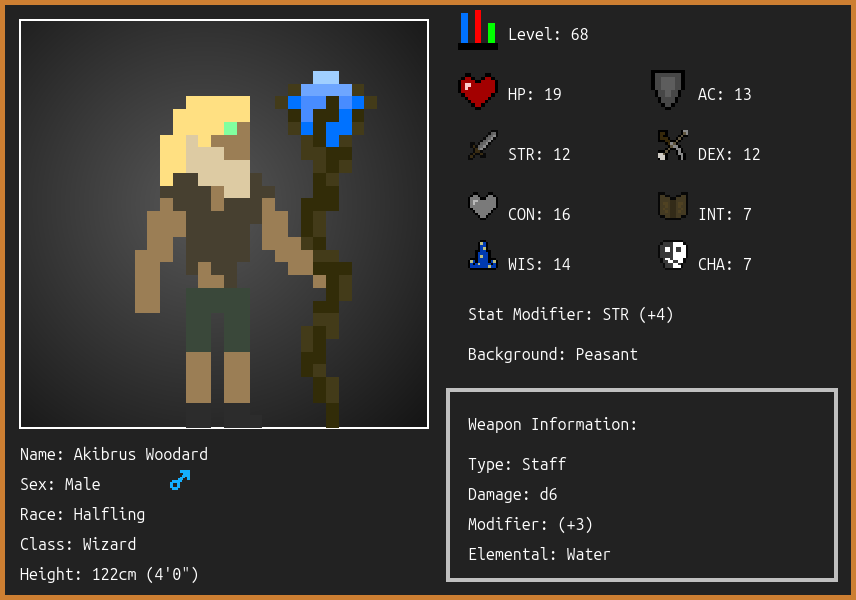 Level: 68
HP: 19
AC: 13
STR: 12
DEX: 12
CON: 16
INT: 7
WIS: 14
CHA: 7
Stat Modifier: STR (+4)
Background: Peasant
Weapon Information:
Type: Staff
Damage: d6
Modifier: (+3)
Elemental: Water
Name: Akibrus Woodard
Sex: Male
Race: Halfling
Class: Wizard
Height: 122cm (4'0")